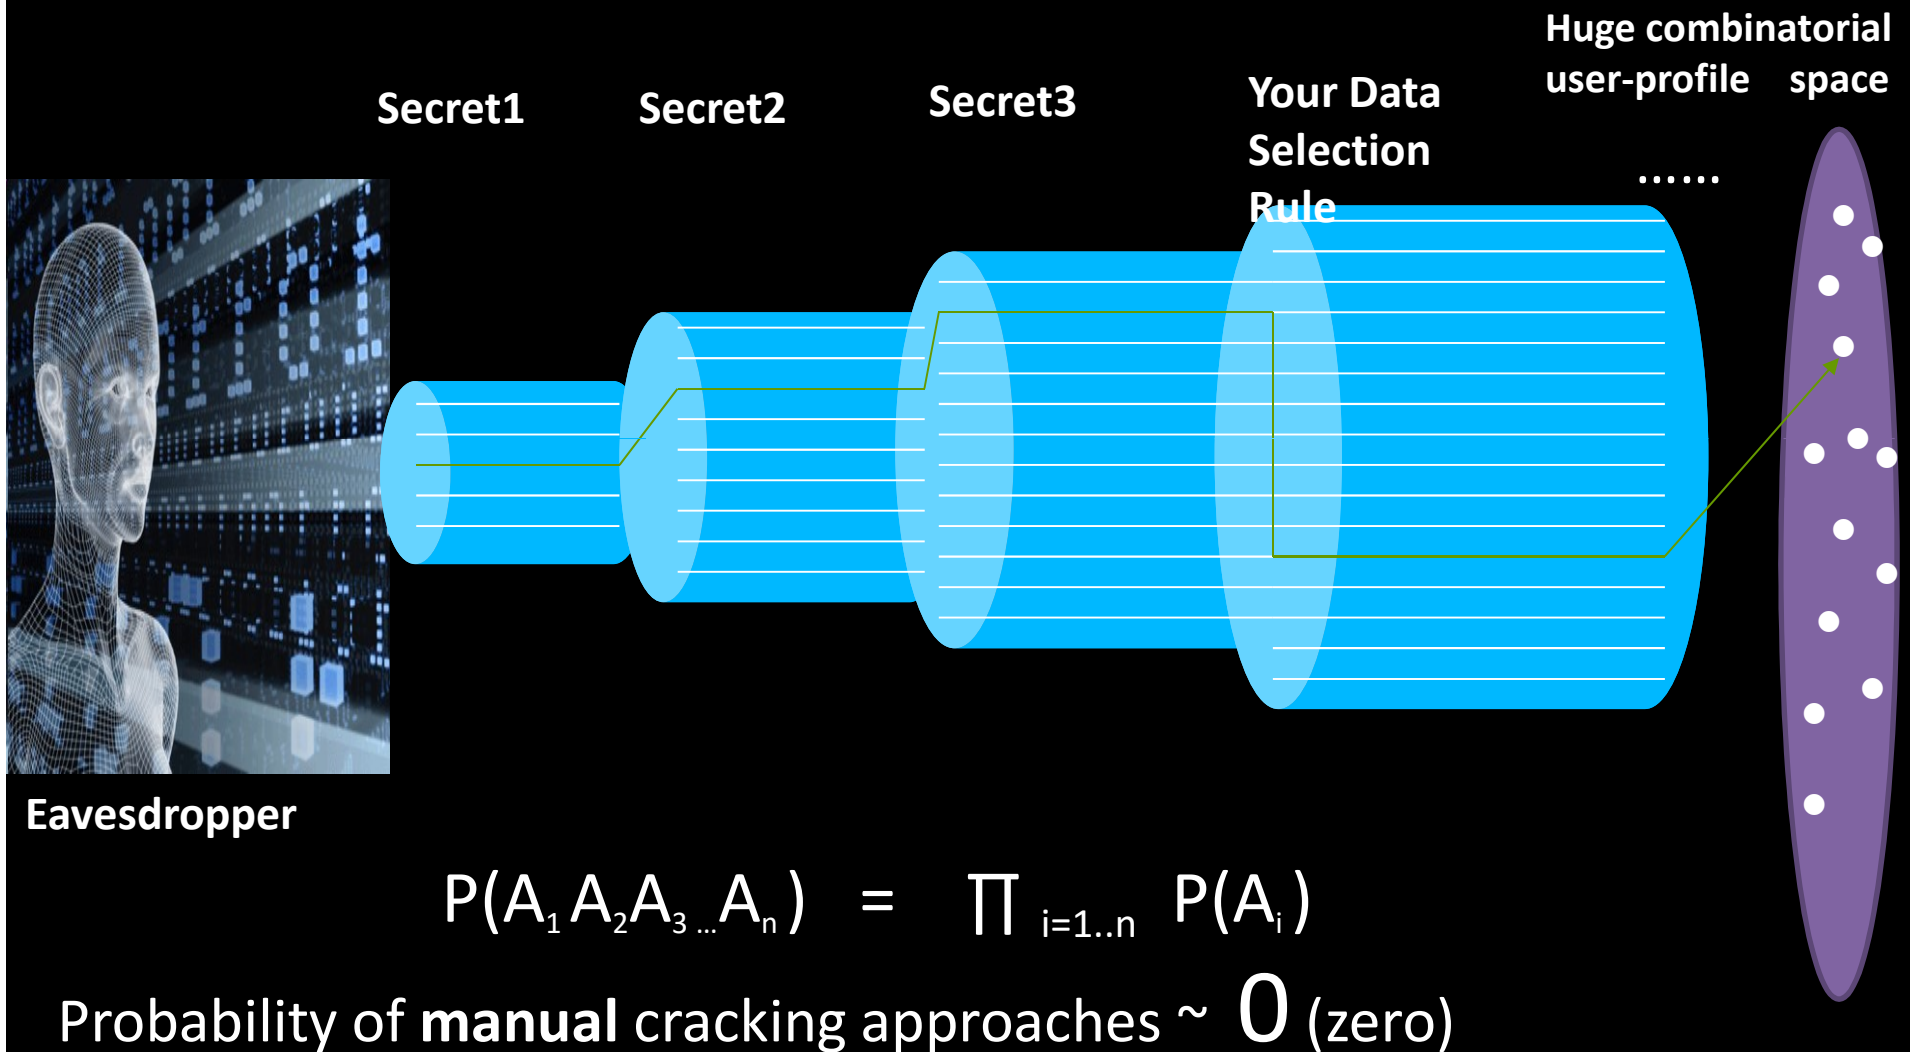 Huge combinatorial
user-profile space
Secret1
Secret2
Secret3
Your Data
Selection
Rule
......
Eavesdropper
P(A₁ A₂A₃ ... Aₙ) = ∏ i=1..n P(Aᵢ)
Probability of manual cracking approaches ~ 0 (zero)